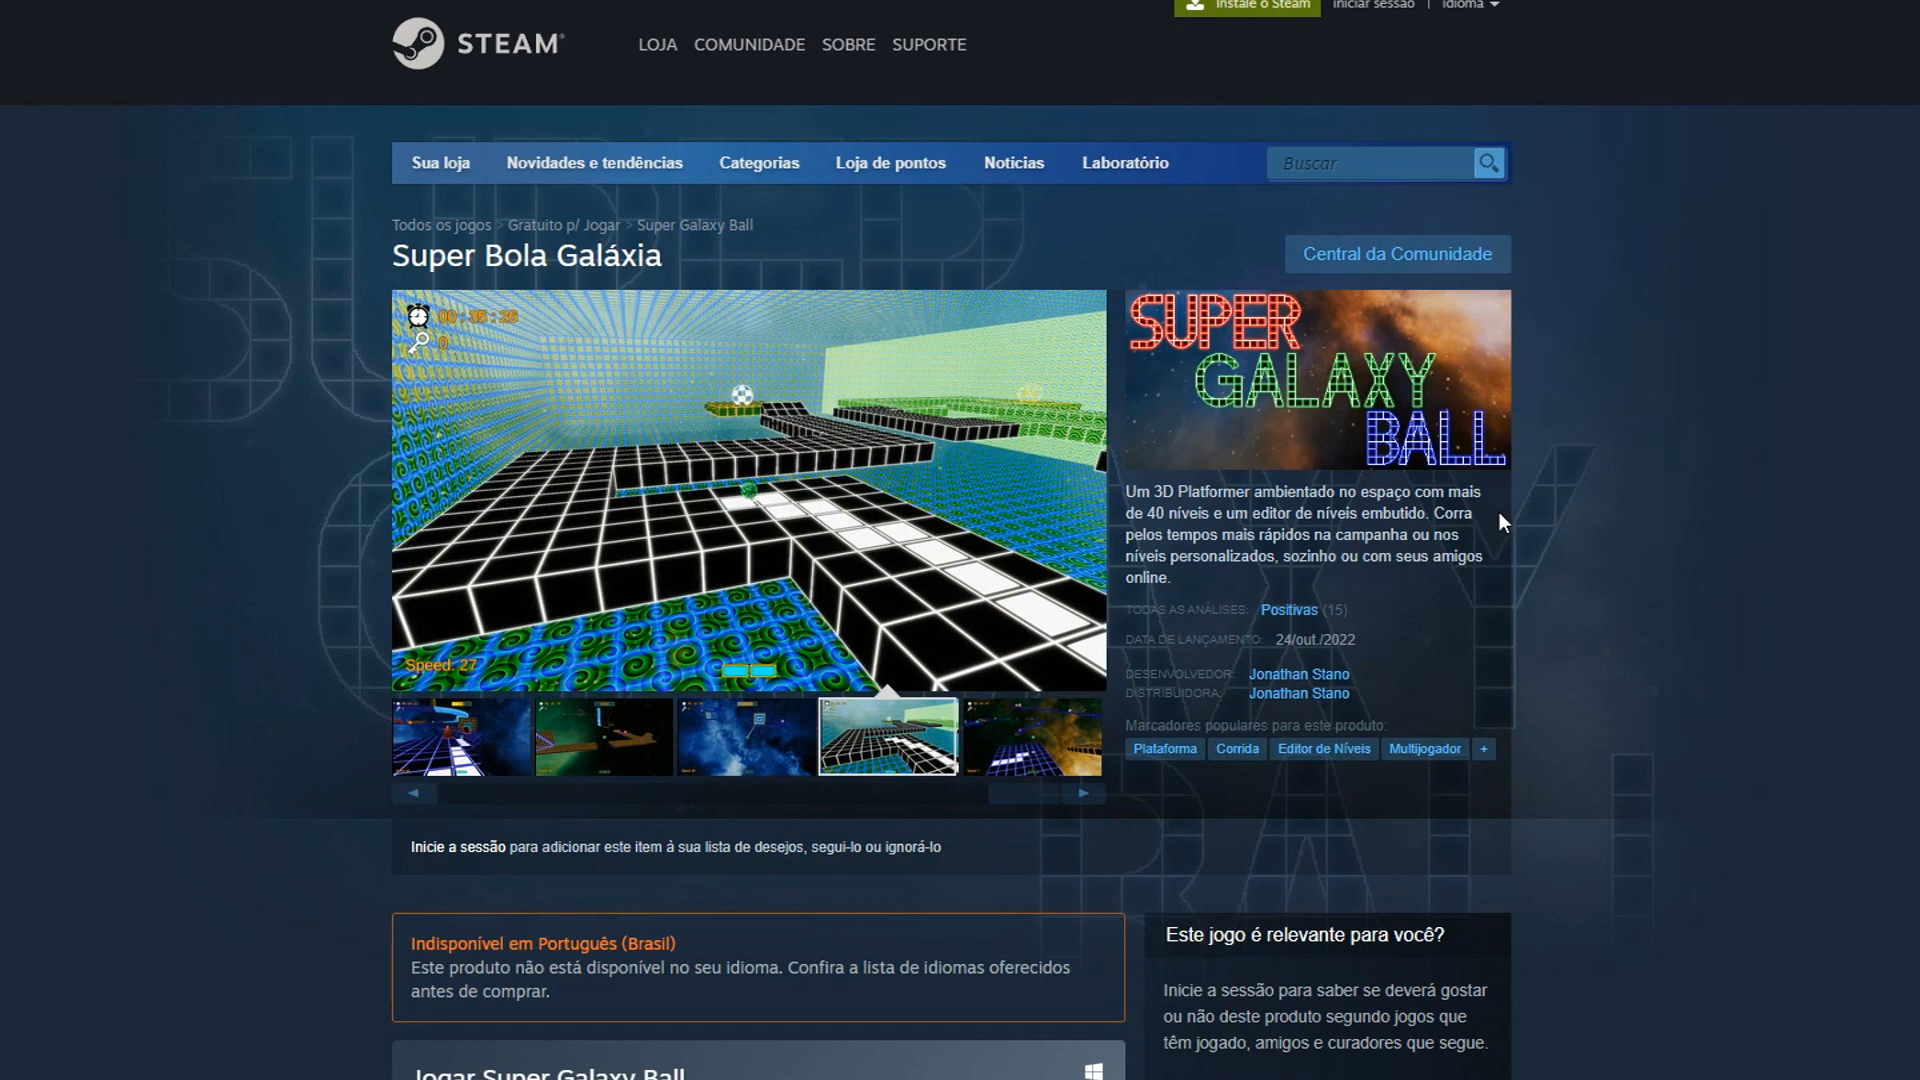 Instale o Steam
iniciar sessão | idioma
STEAM®
LOJA COMUNIDADE SOBRE SUPORTE
Sua loja Novidades e tendências Categorias Loja de pontos Notícias Laboratório
Buscar
Todos os jogos > Gratuito p/ Jogar > Super Galaxy Ball
Super Bola Galáxia
Central da Comunidade
00:35:26
0
Speed: 27
SUPER
GALAXY
BALL
Um 3D Platformer ambientado no espaço com mais
de 40 níveis e um editor de níveis embutido. Corra
pelos tempos mais rápidos na campanha ou nos
níveis personalizados, sozinho ou com seus amigos
online.
TODAS AS ANÁLISES: Positivas (15)
DATA DE LANÇAMENTO: 24/out./2022
DESENVOLVEDOR: Jonathan Stano
DISTRIBUIDORA: Jonathan Stano
Marcadores populares para este produto:
Plataforma Corrida Editor de Níveis Multijogador +
Inicie a sessão para adicionar este item à sua lista de desejos, segui-lo ou ignorá-lo
Indisponível em Português (Brasil)
Este produto não está disponível no seu idioma. Confira a lista de idiomas oferecidos
antes de comprar.
Este jogo é relevante para você?
Inicie a sessão para saber se deverá gostar
ou não deste produto segundo jogos que
têm jogado, amigos e curadores que segue.
Jogar Super Galaxy Ball